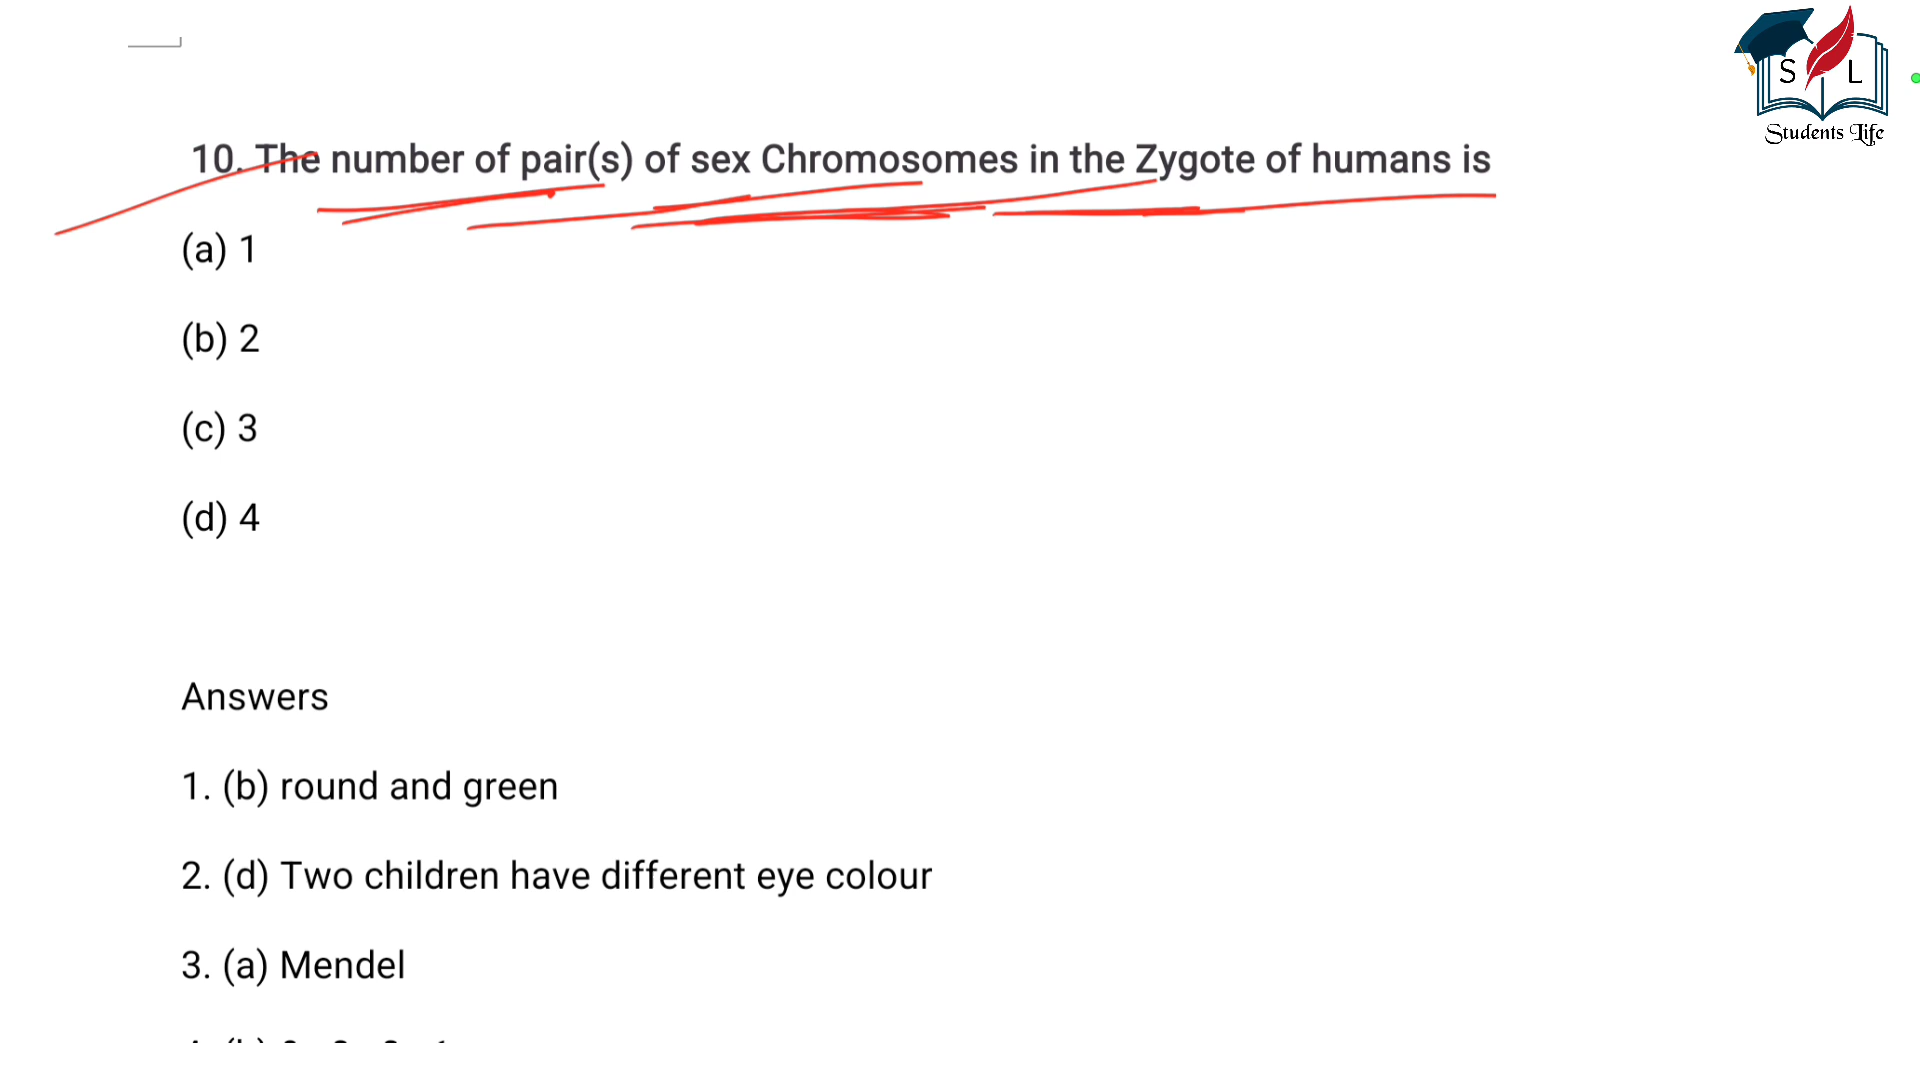 S L
Students Life
10. The number of pair(s) of sex Chromosomes in the Zygote of humans is
(a) 1
(b) 2
(c) 3
(d) 4
Answers
1. (b) round and green
2. (d) Two children have different eye colour
3. (a) Mendel